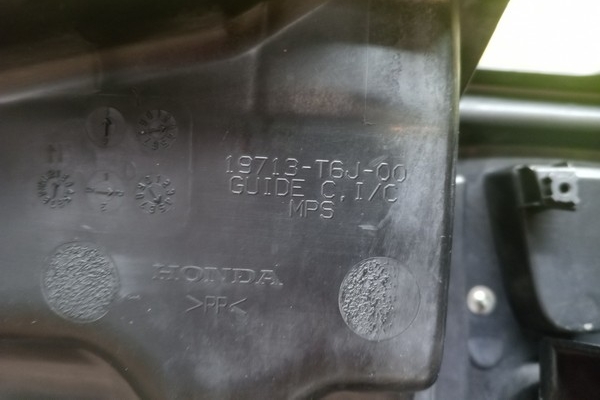 19713-T6J-00
GUIDE C, I/C
MPS
HONDA
>PP<